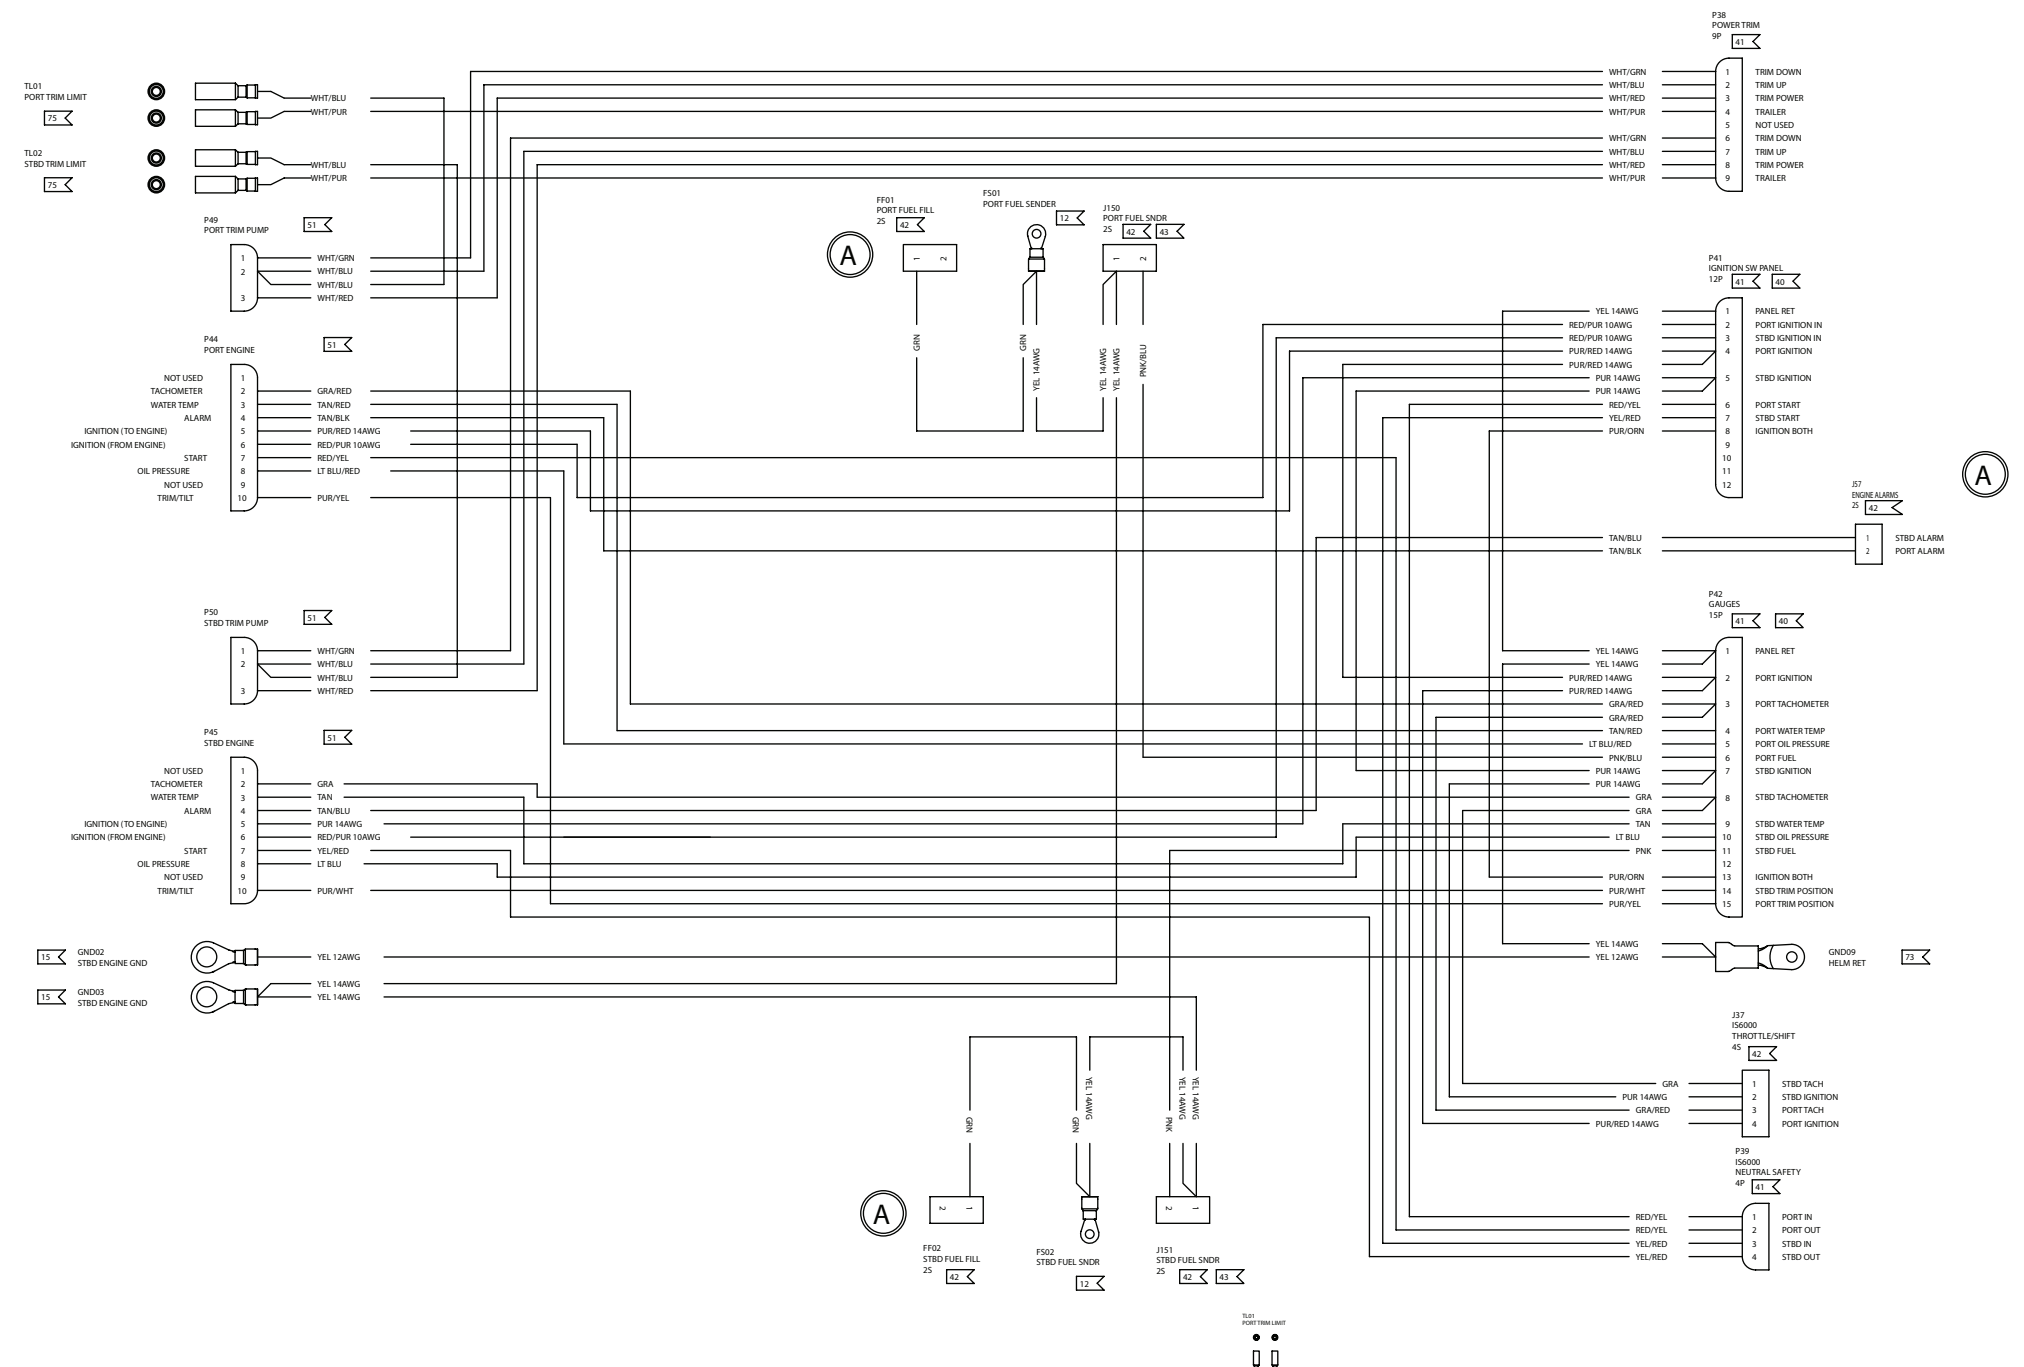 P38
POWER TRIM
9P
41
WHT/GRN 1 TRIM DOWN
WHT/BLU 2 TRIM UP
WHT/RED 3 TRIM POWER
WHT/PUR 4 TRAILER
5 NOT USED
WHT/GRN 6 TRIM DOWN
WHT/BLU 7 TRIM UP
WHT/RED 8 TRIM POWER
WHT/PUR 9 TRAILER
TL01
PORT TRIM LIMIT
75
WHT/BLU
WHT/PUR
TL02
STBD TRIM LIMIT
75
WHT/BLU
WHT/PUR
P49
PORT TRIM PUMP
51
1 WHT/GRN
2 WHT/BLU
WHT/BLU
3 WHT/RED
P44
PORT ENGINE
51
NOT USED 1
TACHOMETER 2 GRA/RED
WATER TEMP 3 TAN/RED
ALARM 4 TAN/BLK
IGNITION (TO ENGINE) 5 PUR/RED 14AWG
IGNITION (FROM ENGINE) 6 RED/PUR 10AWG
START 7 RED/YEL
OIL PRESSURE 8 LT BLU/RED
NOT USED 9
TRIM/TILT 10 PUR/YEL
A
FF01
PORT FUEL FILL
2S
42
1 2
GRN
FS01
PORT FUEL SENDER
12
GRN
YEL 14AWG
J150
PORT FUEL SNDR
2S
42
43
1 2
YEL 14AWG
YEL 14AWG
PNK/BLU
P41
IGNITION SW PANEL
12P
41
40
YEL 14AWG 1 PANEL RET
RED/PUR 10AWG 2 PORT IGNITION IN
RED/PUR 10AWG 3 STBD IGNITION IN
PUR/RED 14AWG 4 PORT IGNITION
PUR/RED 14AWG
PUR 14AWG 5 STBD IGNITION
PUR 14AWG
RED/YEL 6 PORT START
YEL/RED 7 STBD START
PUR/ORN 8 IGNITION BOTH
9
10
11
12
A
J57
ENGINE ALARMS
2S
42
TAN/BLU 1 STBD ALARM
TAN/BLK 2 PORT ALARM
P50
STBD TRIM PUMP
51
1 WHT/GRN
2 WHT/BLU
WHT/BLU
3 WHT/RED
P45
STBD ENGINE
51
NOT USED 1
TACHOMETER 2 GRA
WATER TEMP 3 TAN
ALARM 4 TAN/BLU
IGNITION (TO ENGINE) 5 PUR 14AWG
IGNITION (FROM ENGINE) 6 RED/PUR 10AWG
START 7 YEL/RED
OIL PRESSURE 8 LT BLU
NOT USED 9
TRIM/TILT 10 PUR/WHT
P42
GAUGES
15P
41
40
YEL 14AWG 1 PANEL RET
YEL 14AWG
PUR/RED 14AWG 2 PORT IGNITION
PUR/RED 14AWG
GRA/RED 3 PORT TACHOMETER
GRA/RED
TAN/RED 4 PORT WATER TEMP
LT BLU/RED 5 PORT OIL PRESSURE
PNK/BLU 6 PORT FUEL
PUR 14AWG 7 STBD IGNITION
PUR 14AWG
GRA 8 STBD TACHOMETER
GRA
TAN 9 STBD WATER TEMP
LT BLU 10 STBD OIL PRESSURE
PNK 11 STBD FUEL
12
PUR/ORN 13 IGNITION BOTH
PUR/WHT 14 STBD TRIM POSITION
PUR/YEL 15 PORT TRIM POSITION
15
GND02
STBD ENGINE GND
YEL 12AWG
15
GND03
STBD ENGINE GND
YEL 14AWG
YEL 14AWG
YEL 14AWG
YEL 12AWG
GND09
HELM RET
73
J37
IS6000
THROTTLE/SHIFT
4S
42
GRA 1 STBD TACH
PUR 14AWG 2 STBD IGNITION
GRA/RED 3 PORT TACH
PUR/RED 14AWG 4 PORT IGNITION
P39
IS6000
NEUTRAL SAFETY
4P
41
RED/YEL 1 PORT IN
RED/YEL 2 PORT OUT
YEL/RED 3 STBD IN
YEL/RED 4 STBD OUT
GRN
GRN
YEL 14AWG
PNK
YEL 14AWG
YEL 14AWG
A
2 1
FF02
STBD FUEL FILL
2S
42
FS02
STBD FUEL SNDR
12
2 1
J151
STBD FUEL SNDR
2S
42
43
TL01
PORT TRIM LIMIT